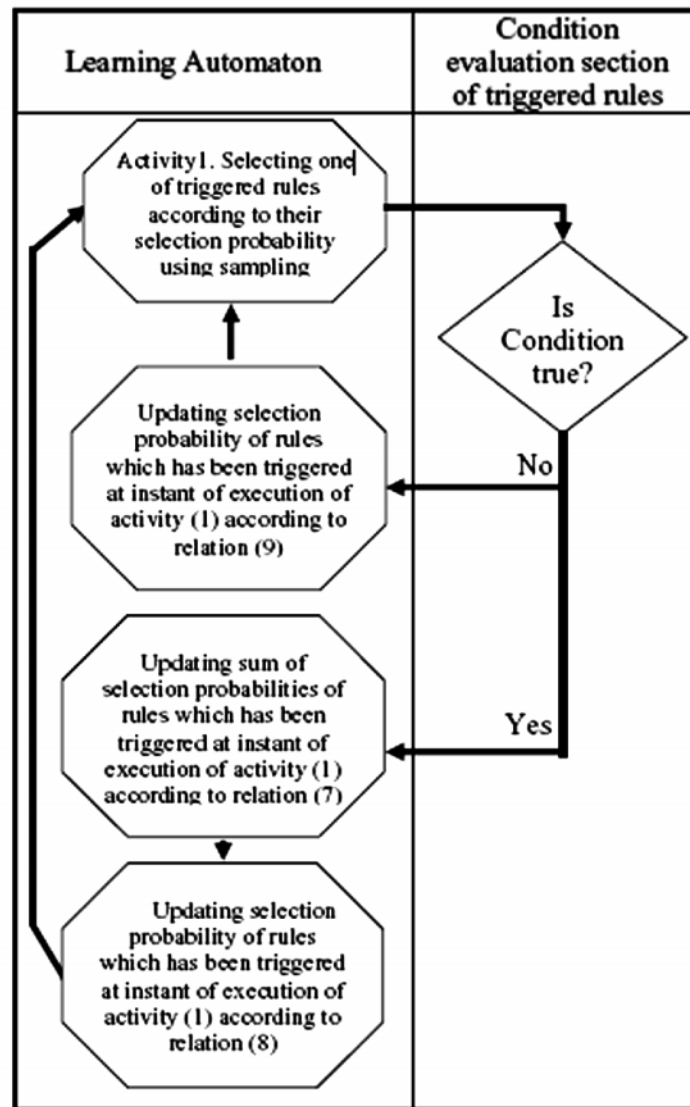 Learning Automaton
Condition
evaluation section
of triggered rules
Activity1. Selecting one
of triggered rules
according to their
selection probability
using sampling
Is
Condition
true?
No
Updating selection
probability of rules
which has been triggered
at instant of execution of
activity (1) according to
relation (9)
Yes
Updating sum of
selection probabilities of
rules which has been
triggered at instant of
execution of activity (1)
according to relation (7)
Updating selection
probability of rules
which has been triggered
at instant of execution of
activity (1) according to
relation (8)